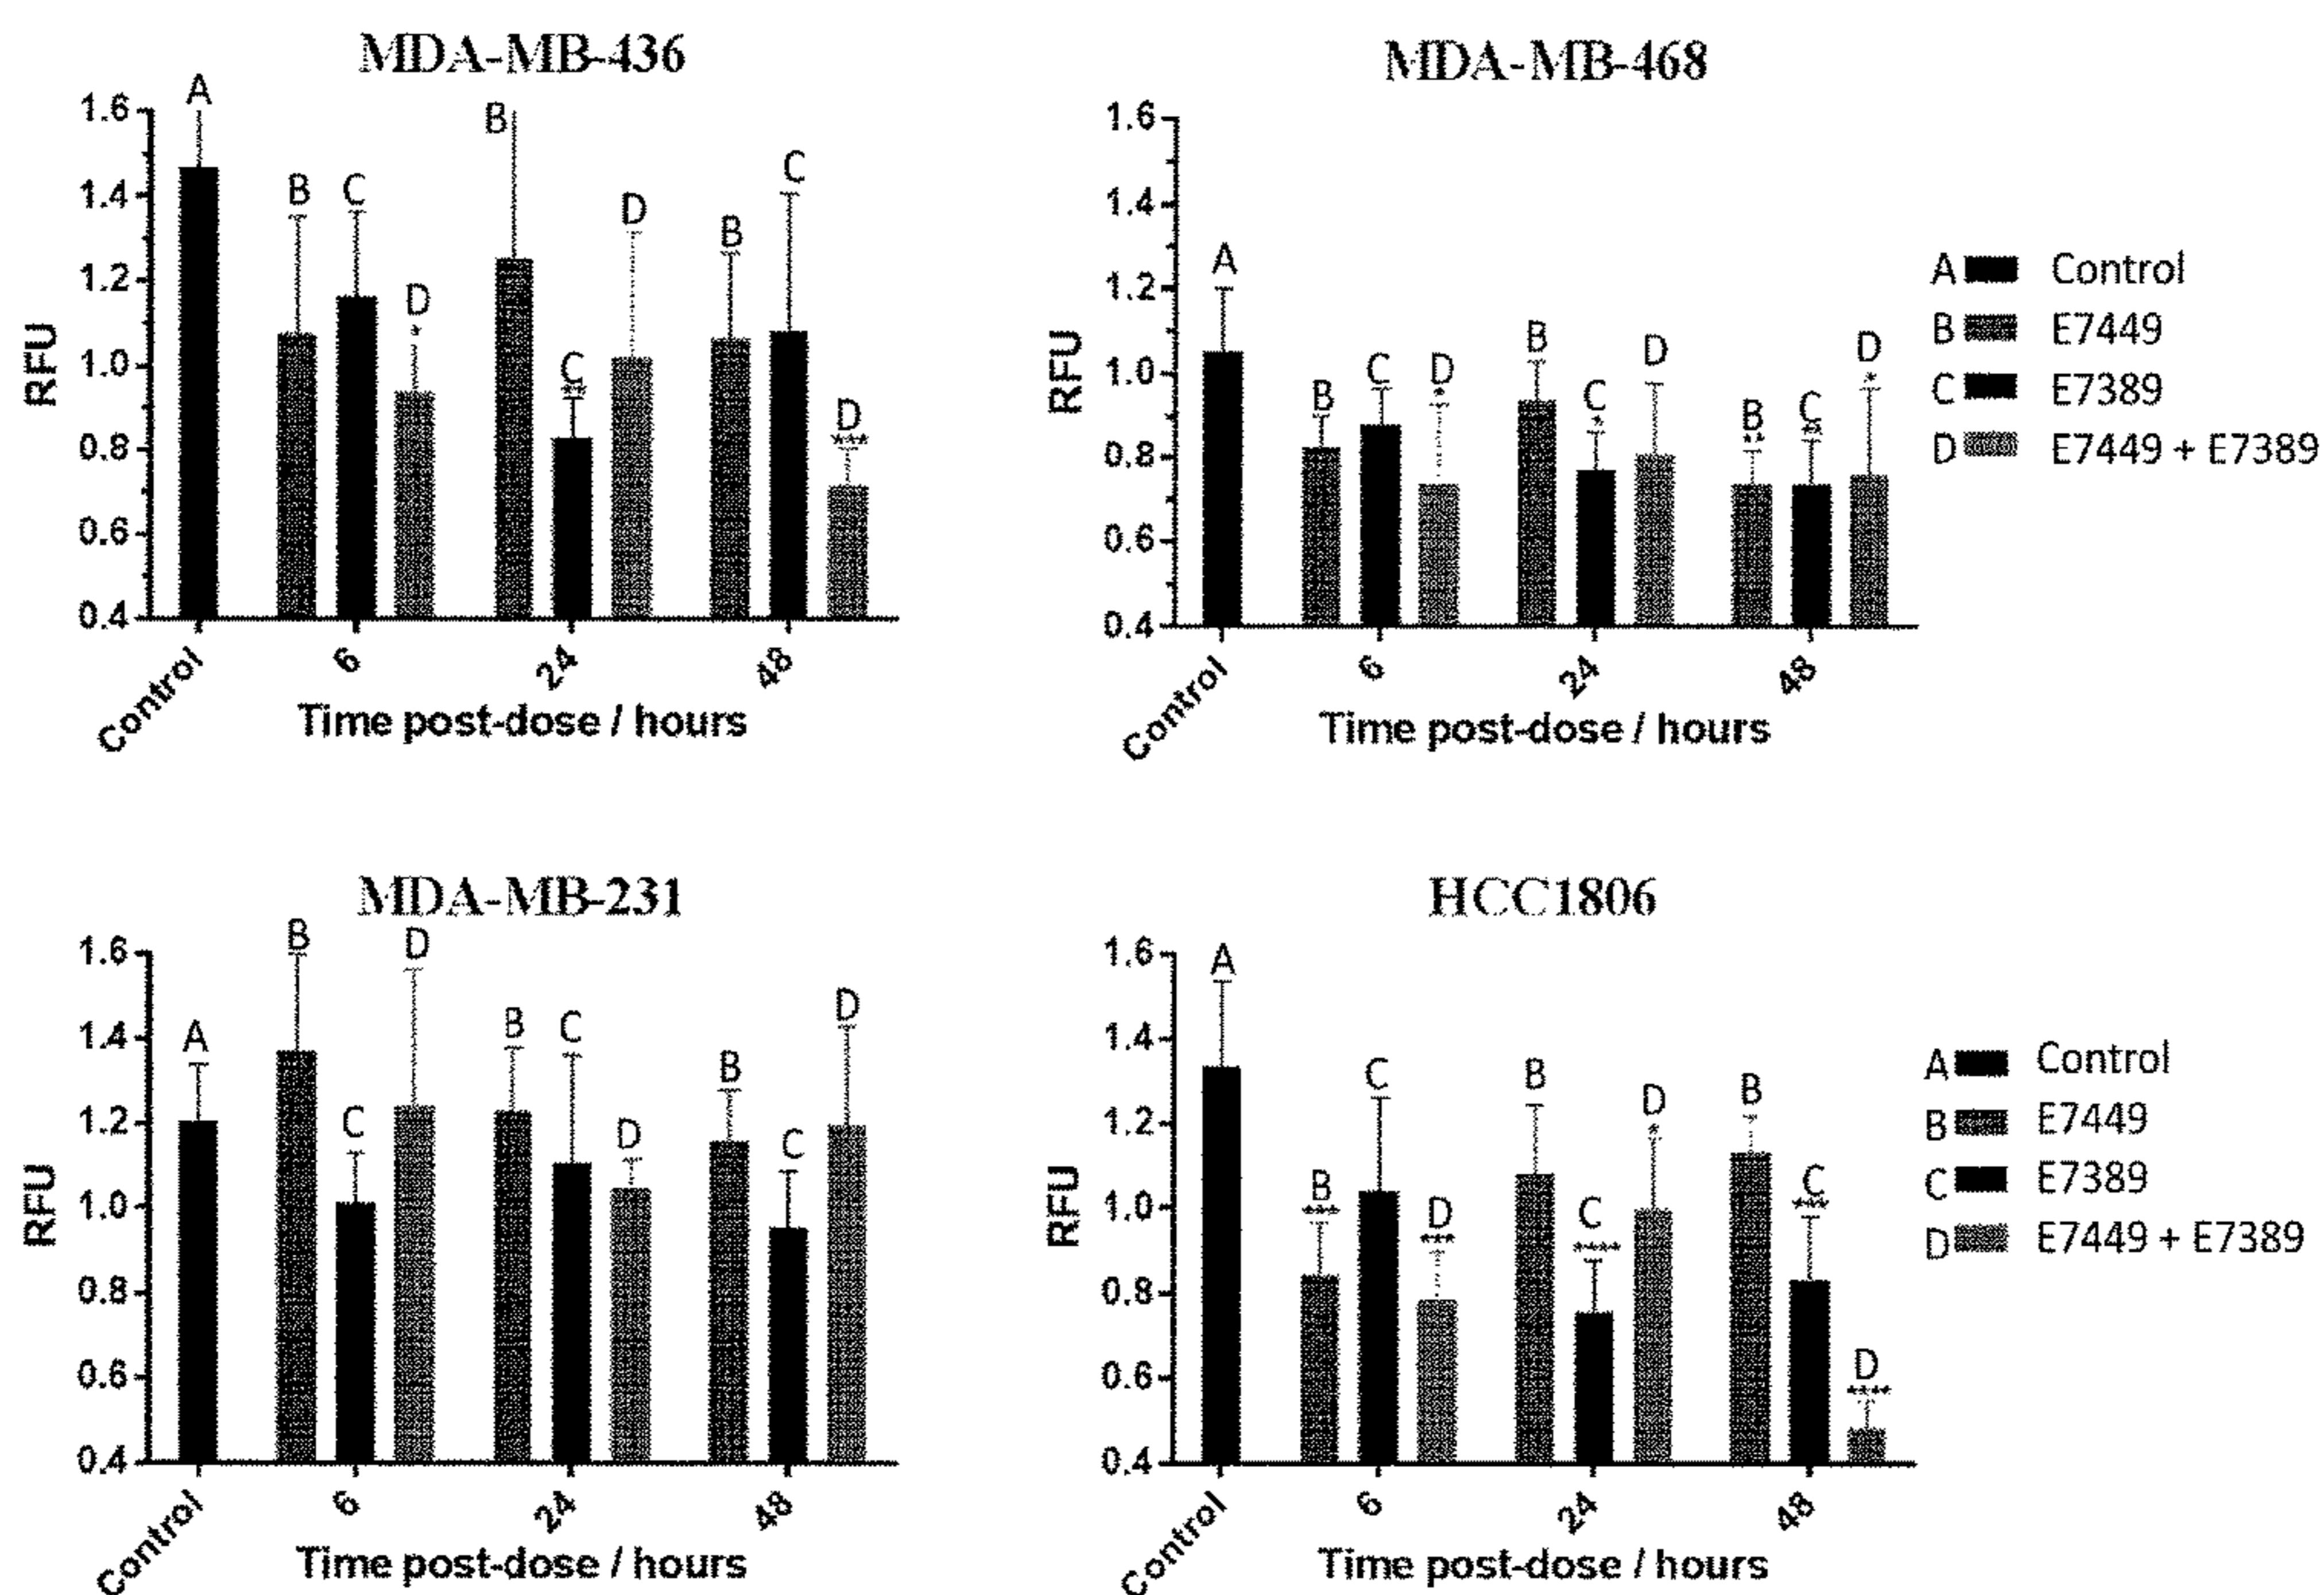 MDA-MB-436
A
B
C
D
*
B
C
**
D
B
C
D
***
1.6
1.4
1.2
1.0
0.8
0.6
0.4
RFU
Control
6
24
48
Time post-dose / hours
MDA-MB-468
A
B
C
D
*
B
C
*
D
B
**
C
**
D
*
1.6
1.4
1.2
1.0
0.8
0.6
0.4
RFU
Control
6
24
48
Time post-dose / hours
A Control
B E7449
C E7389
D E7449 + E7389
MDA-MB-231
A
B
C
D
B
C
D
B
C
D
1.6
1.4
1.2
1.0
0.8
0.6
0.4
RFU
Control
6
24
48
Time post-dose / hours
HCC1806
A
B
C
D
B
C
****
D
*
B
C
D
****
1.6
1.4
1.2
1.0
0.8
0.6
0.4
RFU
Control
6
24
48
Time post-dose / hours
A Control
B E7449
C E7389
D E7449 + E7389